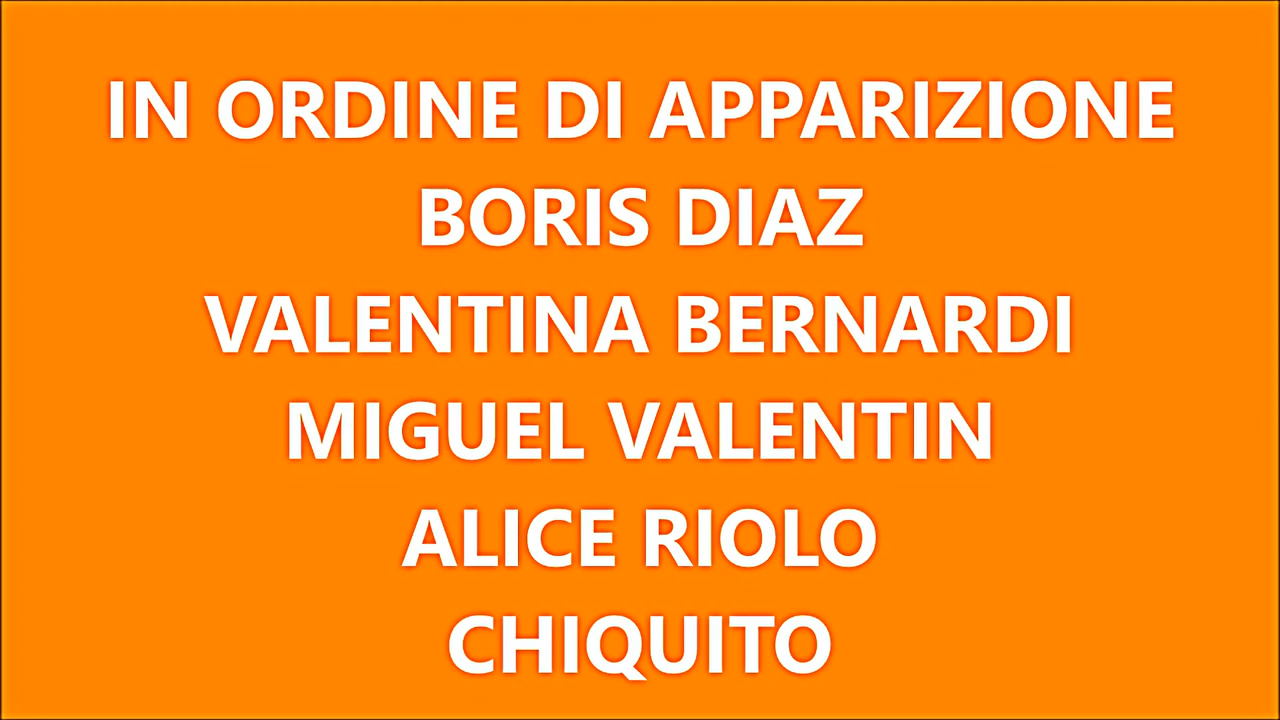 IN ORDINE DI APPARIZIONE
BORIS DIAZ
VALENTINA BERNARDI
MIGUEL VALENTIN
ALICE RIOLO
CHIQUITO